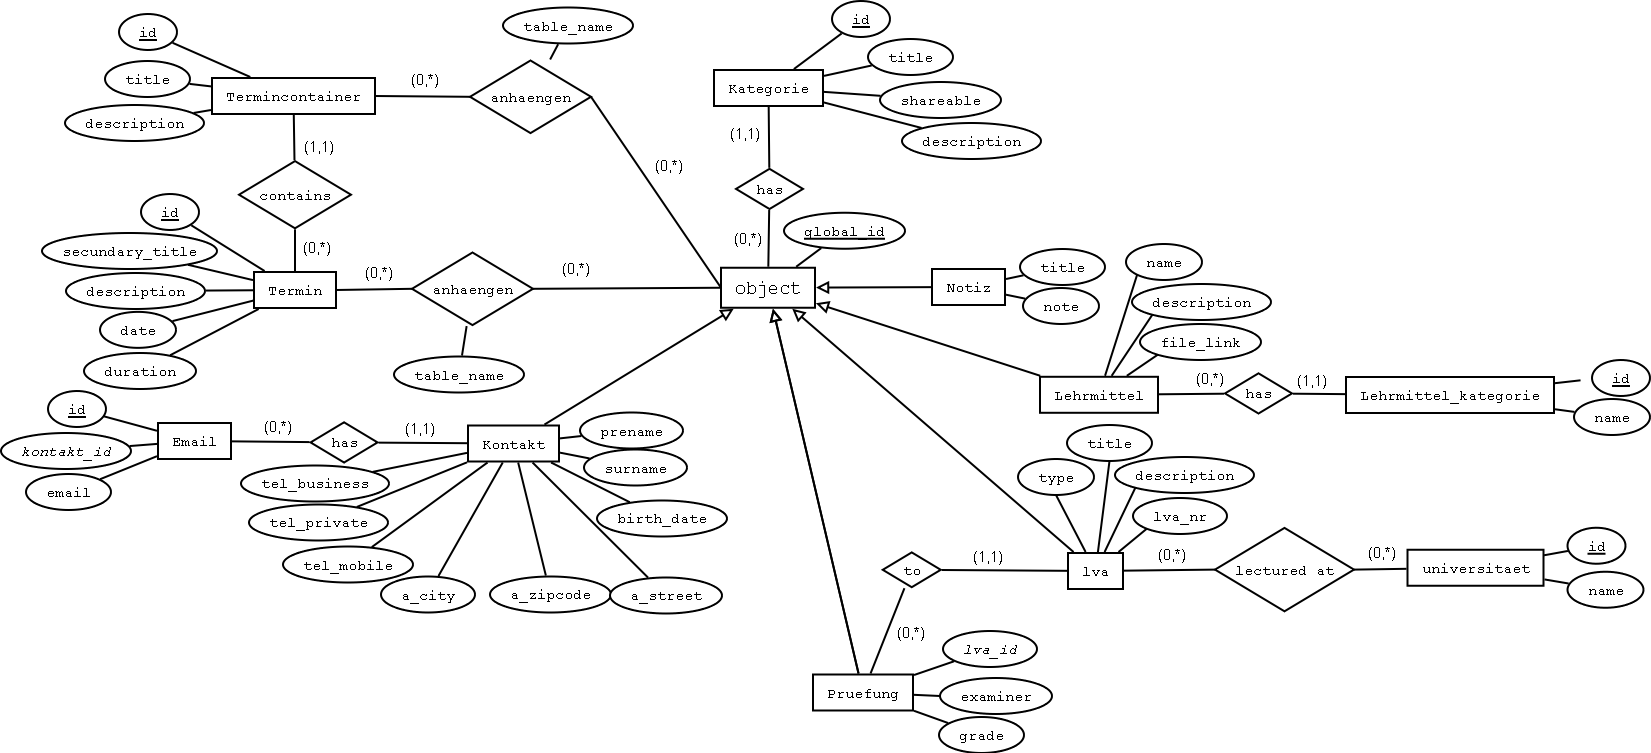 id
table_name
id
title
title
Termincontainer
(0,*)
anhaengen
Kategorie
shareable
description
description
(1,1)
(1,1)
(0,*)
contains
has
id
global_id
(0,*)
(0,*)
secundary_title
description
Termin
(0,*)
anhaengen
(0,*)
object
Notiz
title
note
name
description
file_link
date
duration
table_name
id
(0,*)
(1,1)
Lehrmittel
has
Lehrmittel_kategorie
id
name
kontakt_id
email
Email
(0,*)
has
(1,1)
Kontakt
prename
surname
birth_date
tel_business
tel_private
tel_mobile
a_city
a_zipcode
a_street
title
type
description
lva_nr
to
(1,1)
lva
(0,*)
lectured at
(0,*)
universitaet
id
name
(0,*)
Pruefung
lva_id
examiner
grade